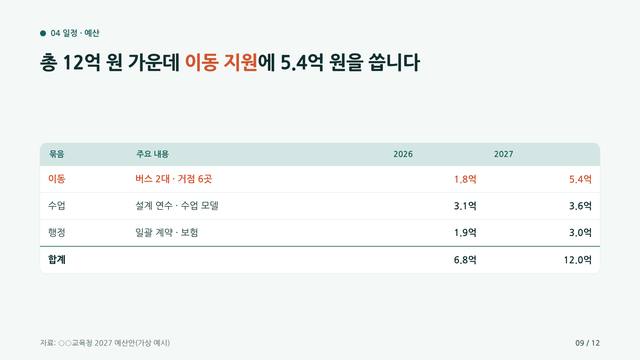 04 일정 · 예산
총 12억 원 가운데 이동 지원에 5.4억 원을 씁니다
묶음 주요 내용 2026 2027
이동 버스 2대 · 거점 6곳 1.8억 5.4억
수업 설계 연수 · 수업 모델 3.1억 3.6억
행정 일괄 계약 · 보험 1.9억 3.0억
합계 6.8억 12.0억
자료: ○○교육청 2027 예산안(가상 예시)
09 / 12